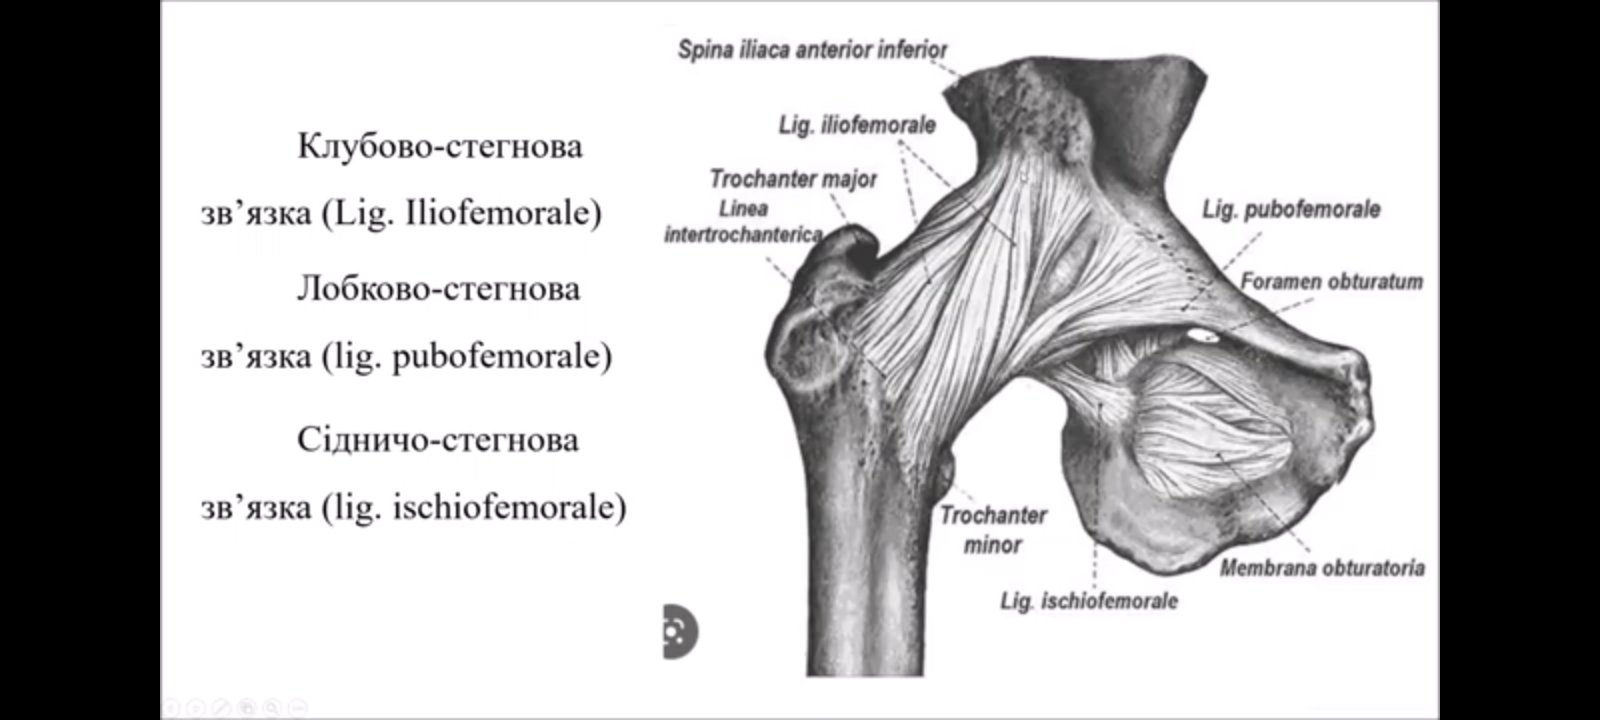 Клубово-стегнова
зв’язка (Lig. Iliofemorale)
Лобково-стегнова
зв’язка (lig. pubofemorale)
Сідничо-стегнова
зв’язка (lig. ischiofemorale)
Spina iliaca anterior inferior
Lig. iliofemorale
Trochanter major
Linea
intertrochanterica
Lig. pubofemorale
Foramen obturatum
Trochanter
minor
Membrana obturatoria
Lig. ischiofemorale